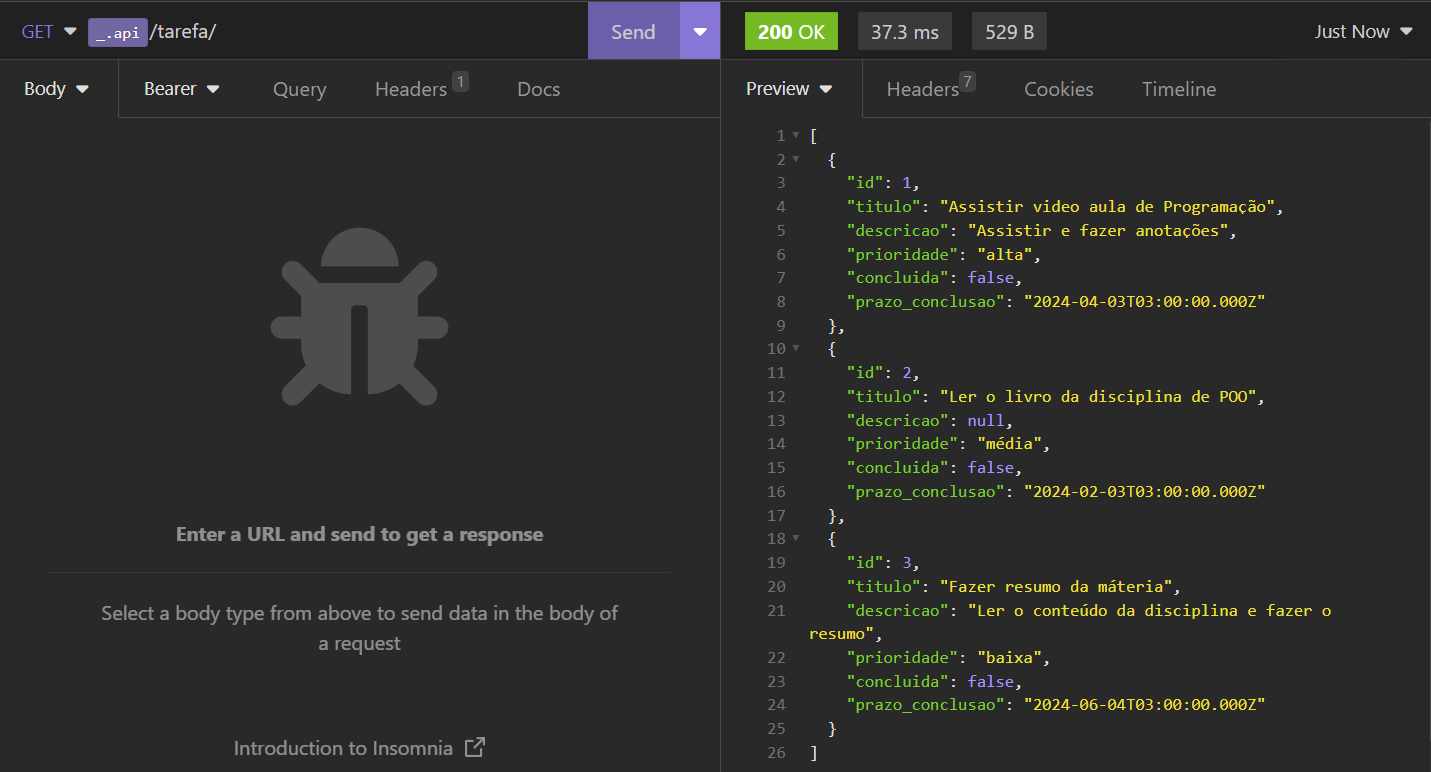 GET _.api /tarefa/ Send 200 OK 37.3 ms 529 B Just Now
Body Bearer Query Headers 1 Docs Preview Headers 7 Cookies Timeline
Enter a URL and send to get a response
Select a body type from above to send data in the body of
a request
Introduction to Insomnia
1 [
2 {
3 "id": 1,
4 "titulo": "Assistir video aula de Programação",
5 "descricao": "Assistir e fazer anotações",
6 "prioridade": "alta",
7 "concluida": false,
8 "prazo_conclusao": "2024-04-03T03:00:00.000Z"
9 },
10 {
11 "id": 2,
12 "titulo": "Ler o livro da disciplina de POO",
13 "descricao": null,
14 "prioridade": "média",
15 "concluida": false,
16 "prazo_conclusao": "2024-02-03T03:00:00.000Z"
17 },
18 {
19 "id": 3,
20 "titulo": "Fazer resumo da máteria",
21 "descricao": "Ler o conteúdo da disciplina e fazer o
resumo",
22 "prioridade": "baixa",
23 "concluida": false,
24 "prazo_conclusao": "2024-06-04T03:00:00.000Z"
25 }
26 ]